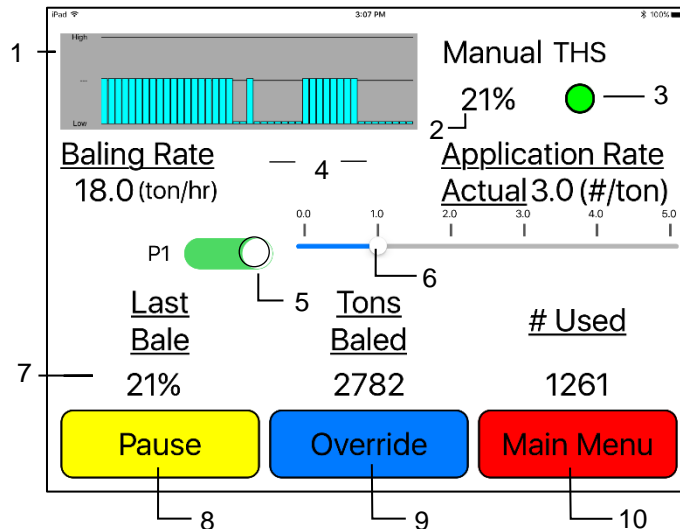 iPad 3:07 PM 100%
1
High
---
Low
Manual THS
21%
2
3
Baling Rate
18.0 (ton/hr)
4
Application Rate
Actual 3.0 (#/ton)
0.0 1.0 2.0 3.0 4.0 5.0
P1
5
6
Last
Bale
Tons
Baled
# Used
7
21% 2782 1261
Pause Override Main Menu
8 9 10